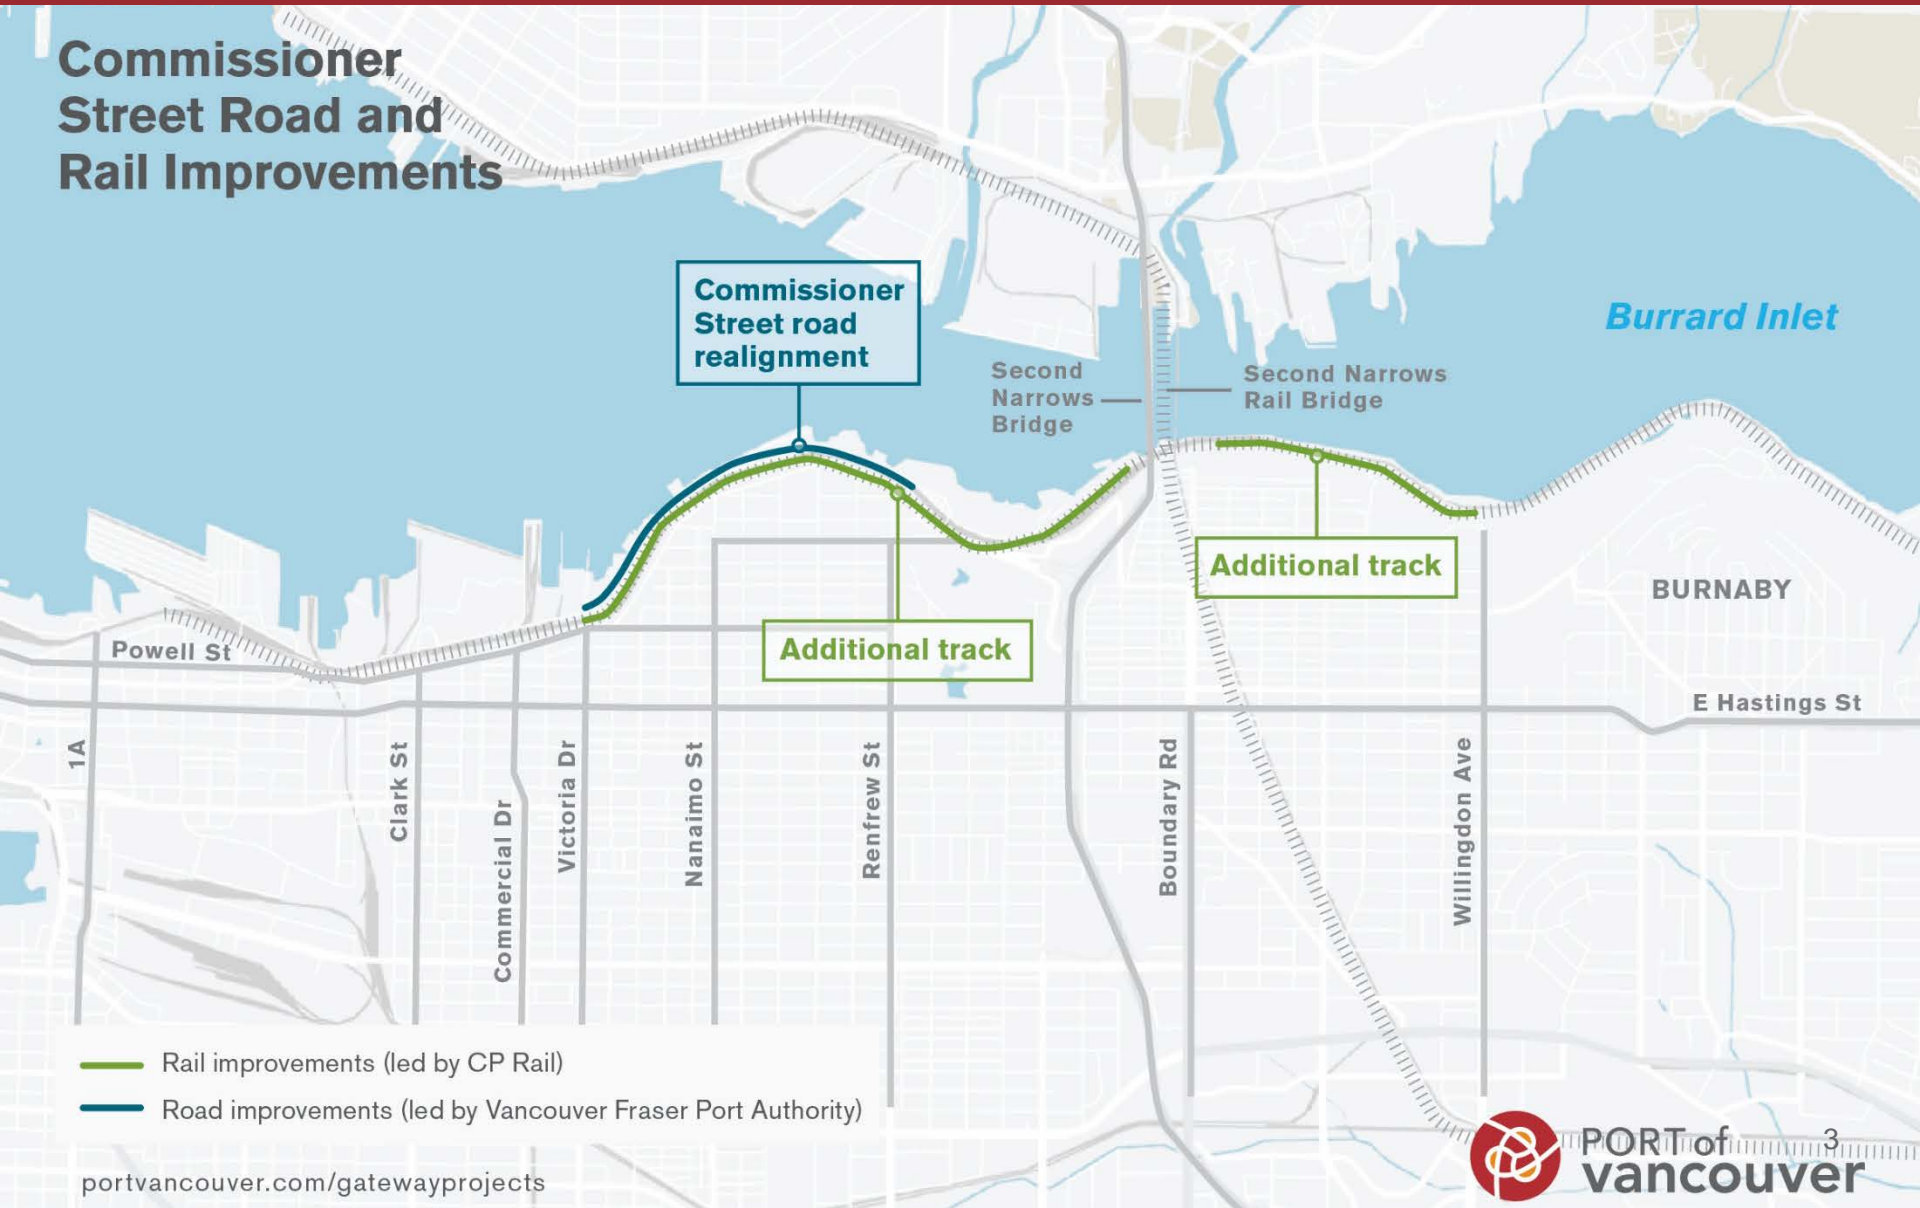 Commissioner
Street Road and
Rail Improvements
Commissioner
Street road
realignment
Second
Narrows
Bridge
Second Narrows
Rail Bridge
Burrard Inlet
Additional track
Additional track
BURNABY
Powell St
E Hastings St
1A
Clark St
Commercial Dr
Victoria Dr
Nanaimo St
Renfrew St
Boundary Rd
Willingdon Ave
Rail improvements (led by CP Rail)
Road improvements (led by Vancouver Fraser Port Authority)
portvancouver.com/gatewayprojects
PORT of
vancouver
3